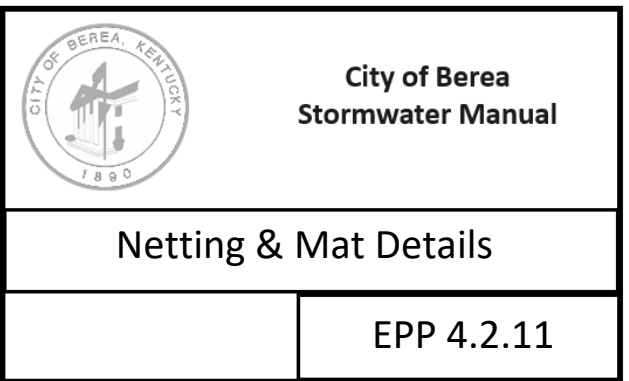 CITY OF BEREA, KENTUCKY
1890
City of Berea
Stormwater Manual
Netting & Mat Details
EPP 4.2.11